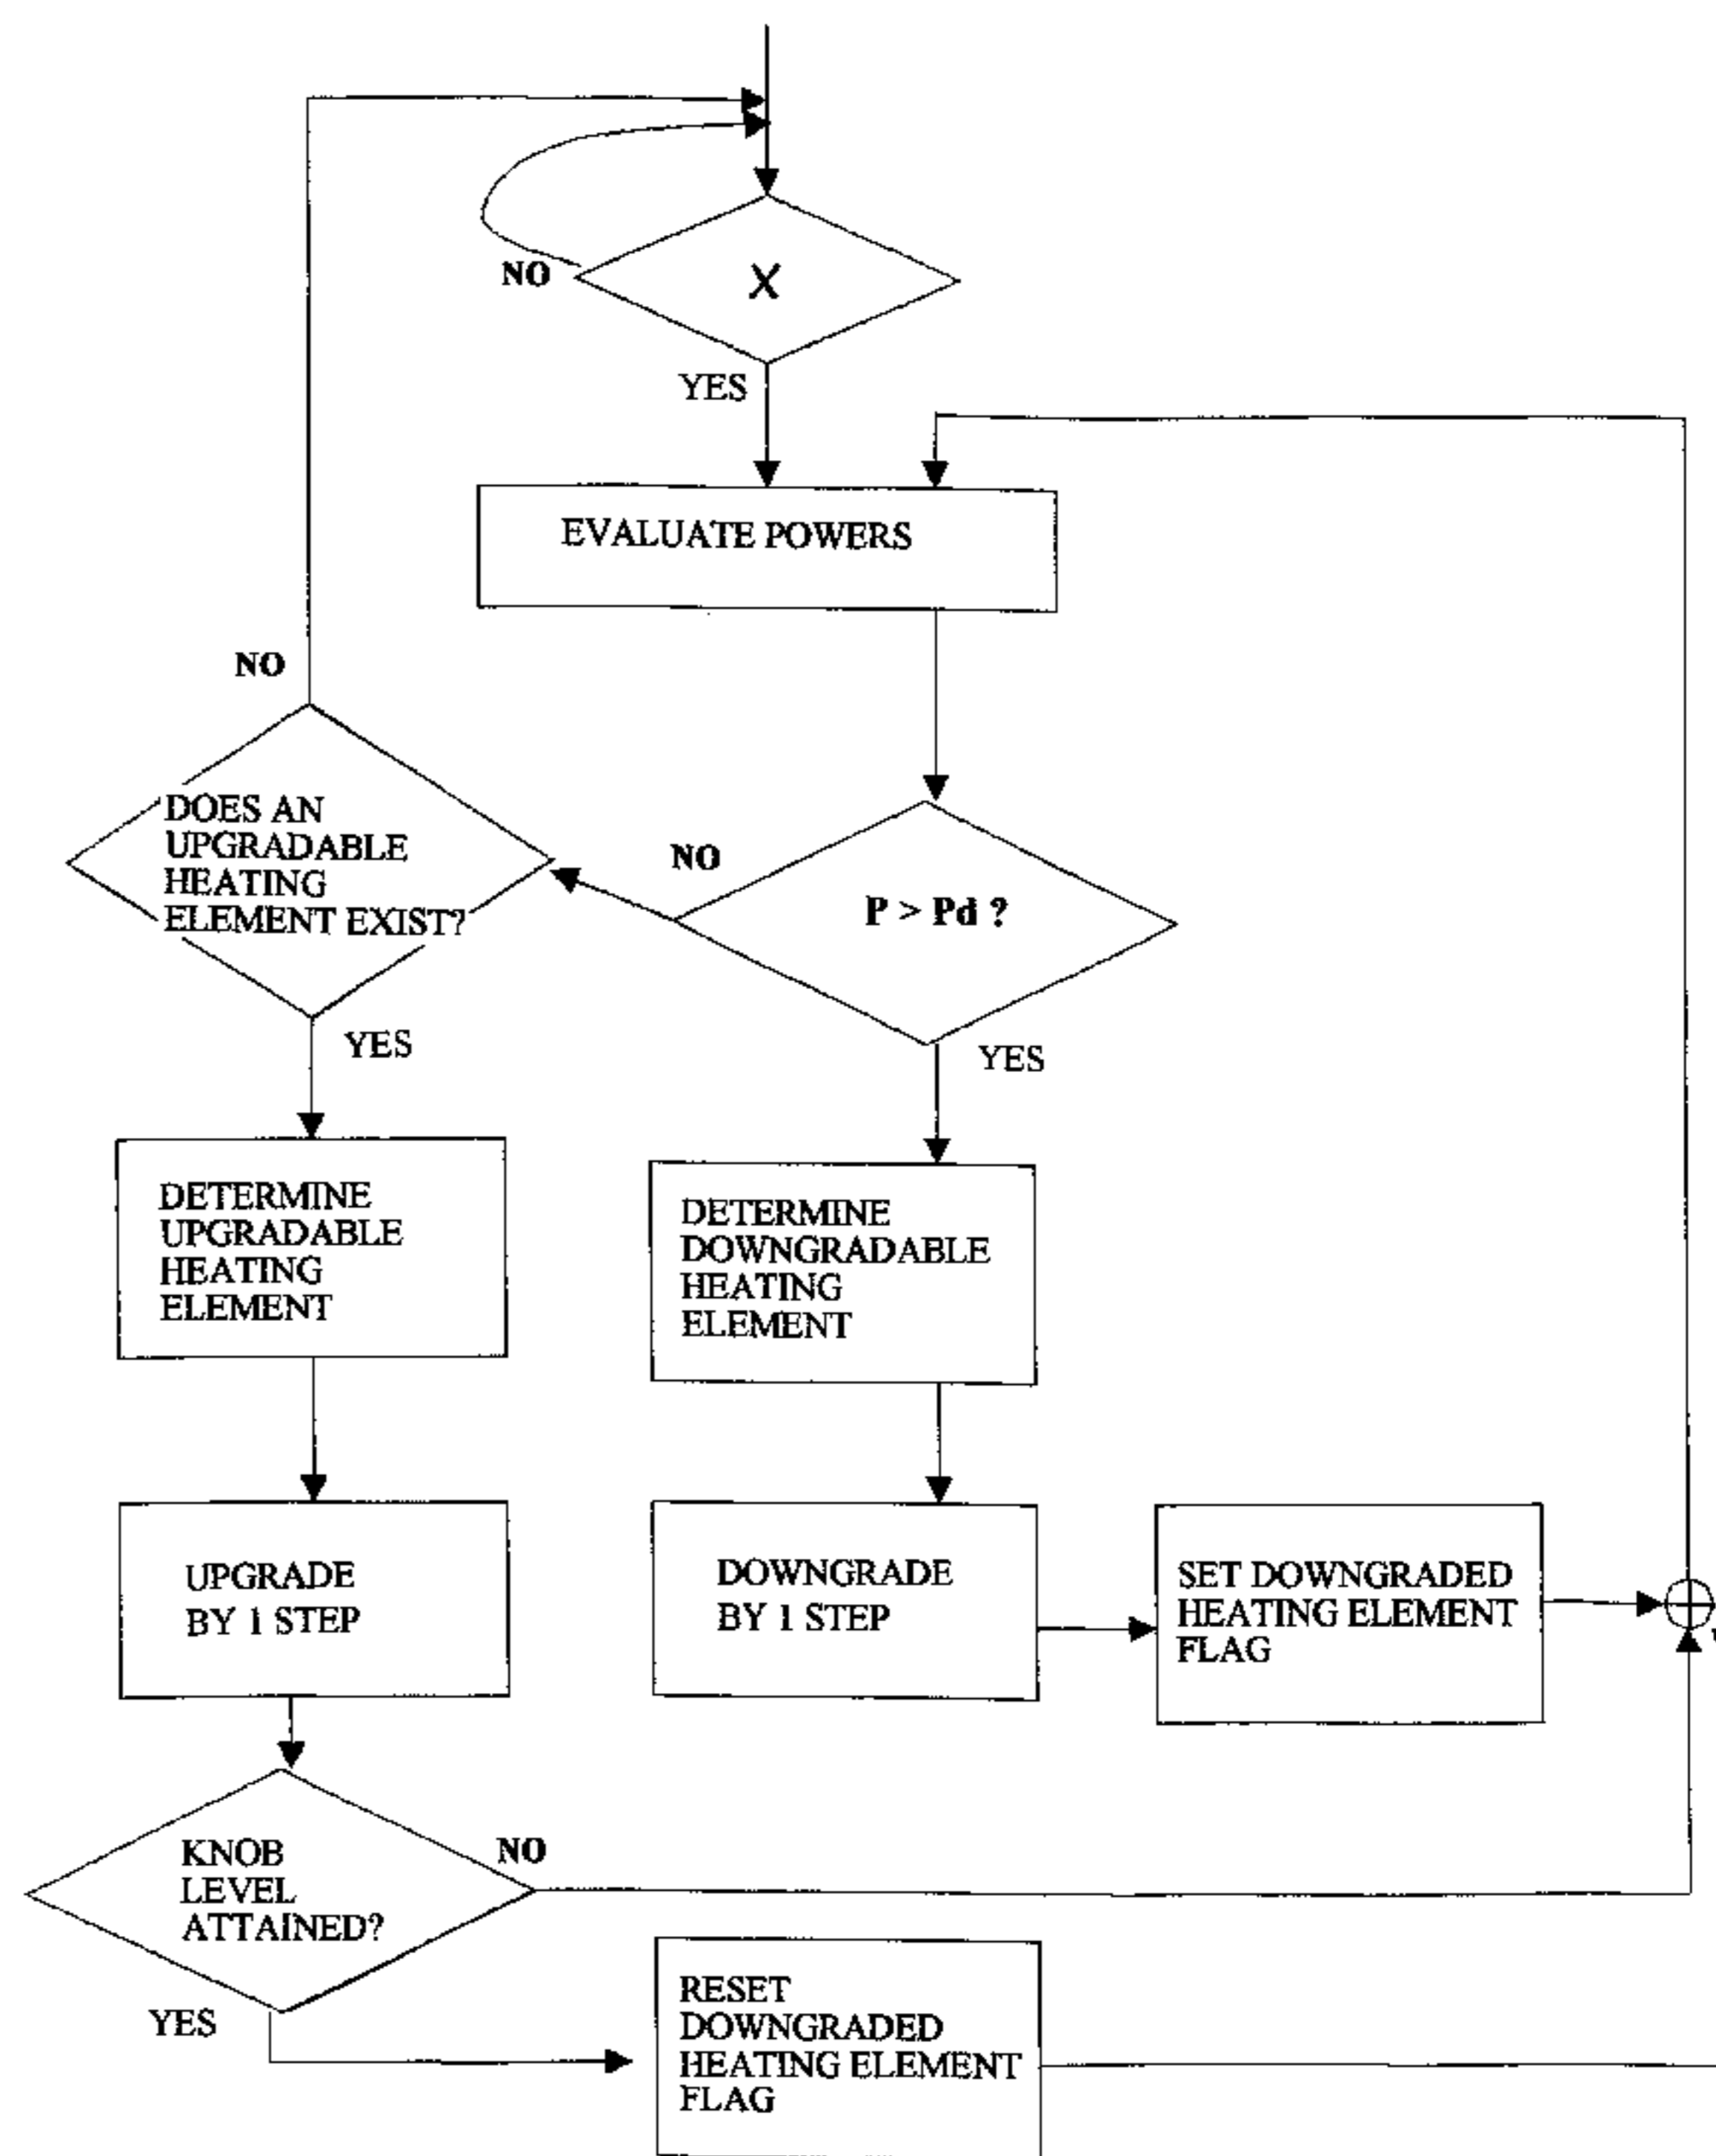 X
NO
YES
EVALUATE POWERS
NO
DOES AN
UPGRADABLE
HEATING
ELEMENT EXIST?
NO
P > Pd ?
YES
YES
DETERMINE
UPGRADABLE
HEATING
ELEMENT
DETERMINE
DOWNGRADABLE
HEATING
ELEMENT
UPGRADE
BY 1 STEP
DOWNGRADE
BY 1 STEP
SET DOWNGRADED
HEATING ELEMENT
FLAG
KNOB
LEVEL
ATTAINED?
NO
YES
RESET
DOWNGRADED
HEATING ELEMENT
FLAG